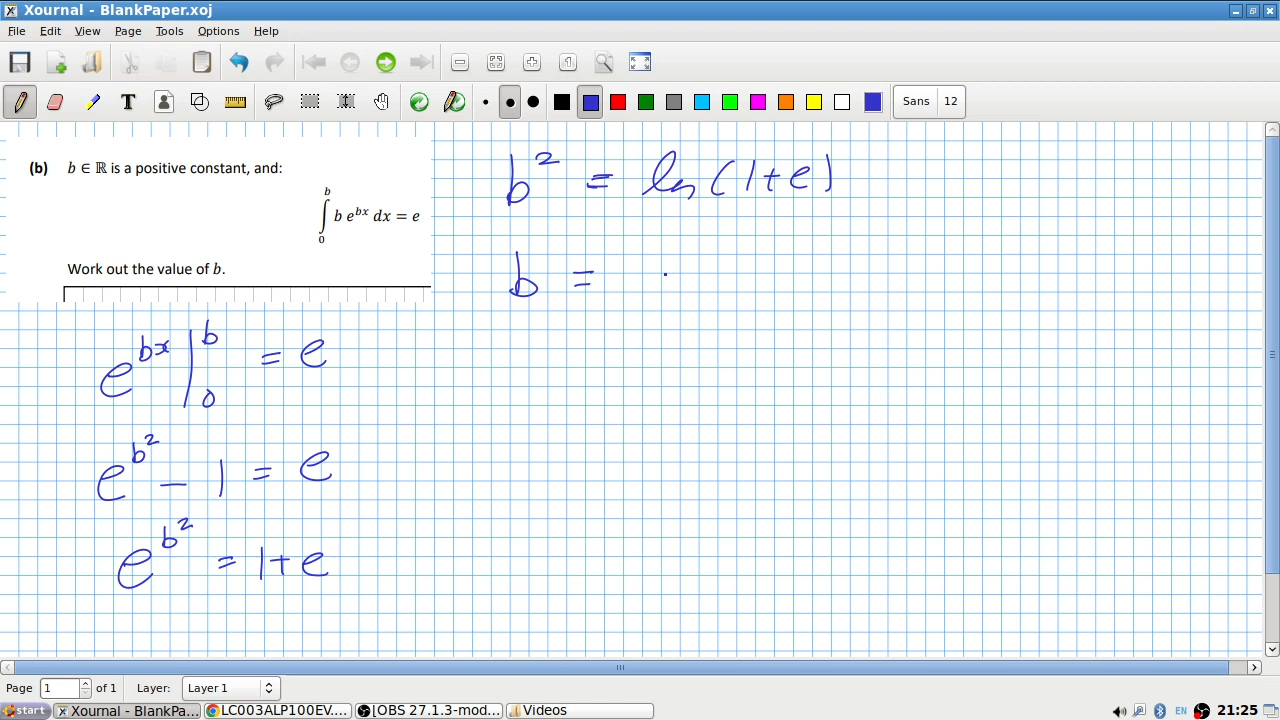 Xournal - BlankPaper.xoj
File Edit View Page Tools Options Help
T Sans 12
(b) b ∈ ℝ is a positive constant, and:
∫₀ᵇ b e^{bx} dx = e
Work out the value of b.
e^{bx} |₀ᵇ = e
e^{b²} - 1 = e
e^{b²} = 1+e
b² = ln(1+e)
b =
Page 1 of 1 Layer: Layer 1
start Xournal - BlankPa... LC003ALP100EV.... [OBS 27.1.3-mod... Videos EN 21:25